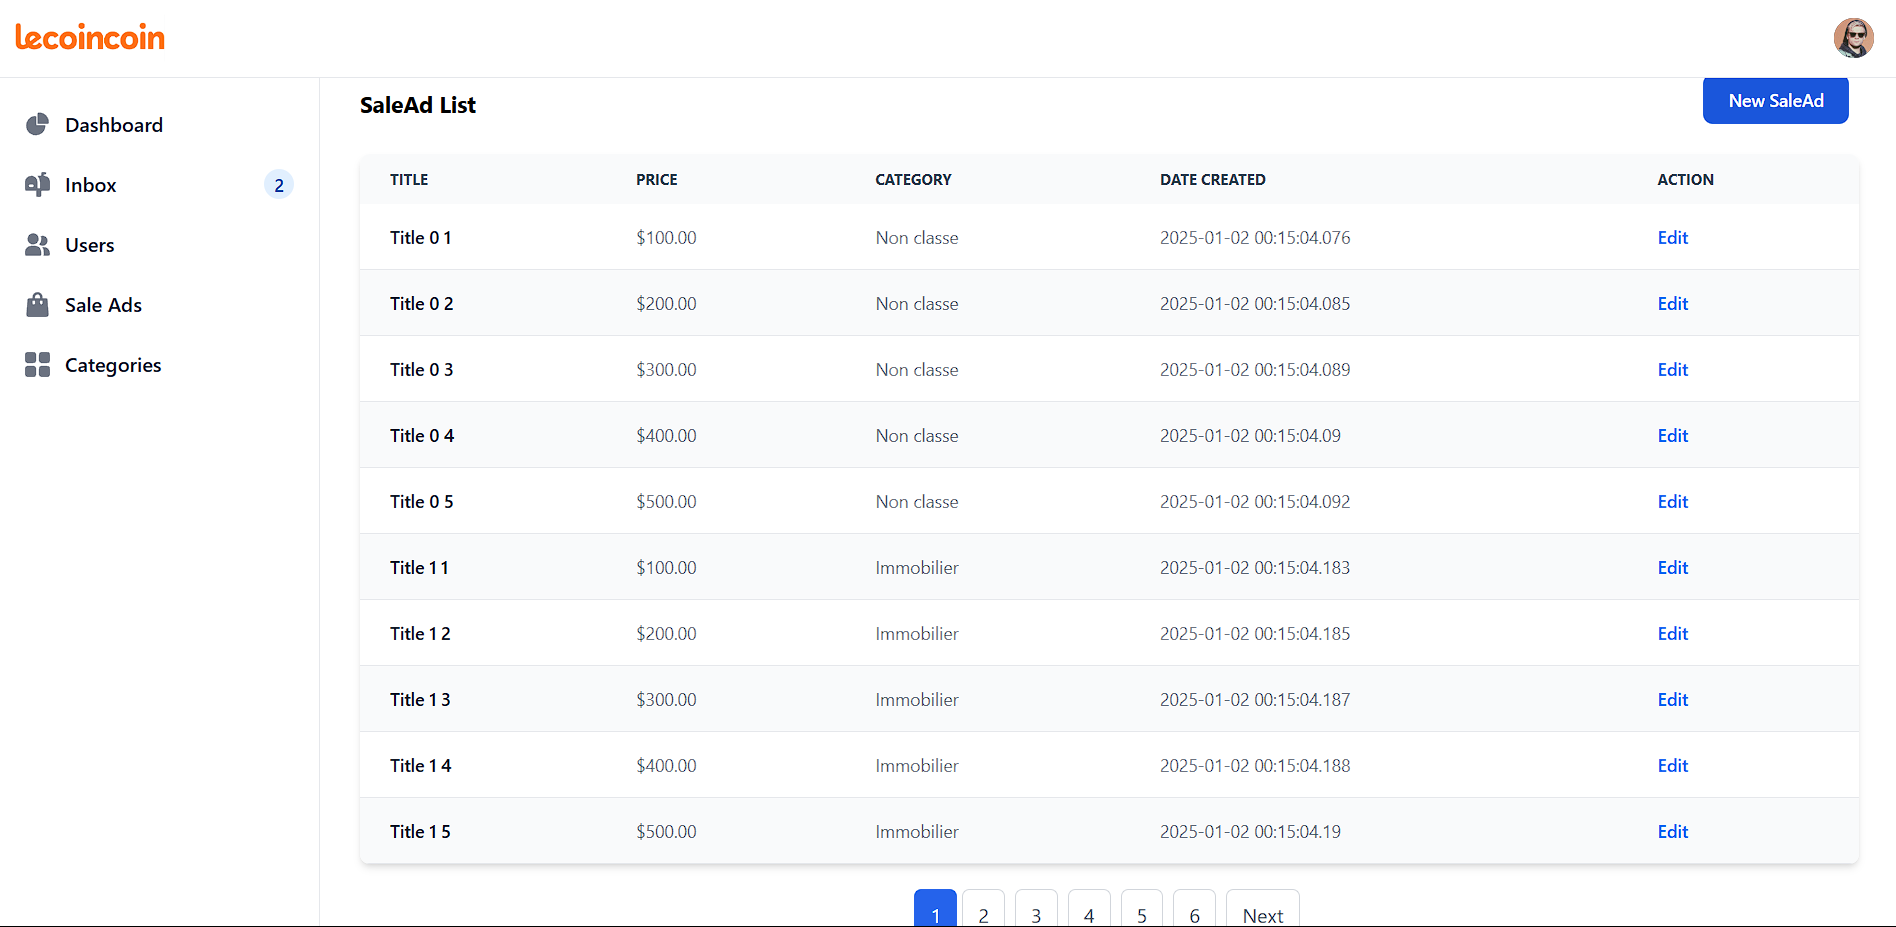 lecoincoin
Dashboard
Inbox 2
Users
Sale Ads
Categories
SaleAd List
New SaleAd
TITLE PRICE CATEGORY DATE CREATED ACTION
Title 0 1 $100.00 Non classe 2025-01-02 00:15:04.076 Edit
Title 0 2 $200.00 Non classe 2025-01-02 00:15:04.085 Edit
Title 0 3 $300.00 Non classe 2025-01-02 00:15:04.089 Edit
Title 0 4 $400.00 Non classe 2025-01-02 00:15:04.09 Edit
Title 0 5 $500.00 Non classe 2025-01-02 00:15:04.092 Edit
Title 1 1 $100.00 Immobilier 2025-01-02 00:15:04.183 Edit
Title 1 2 $200.00 Immobilier 2025-01-02 00:15:04.185 Edit
Title 1 3 $300.00 Immobilier 2025-01-02 00:15:04.187 Edit
Title 1 4 $400.00 Immobilier 2025-01-02 00:15:04.188 Edit
Title 1 5 $500.00 Immobilier 2025-01-02 00:15:04.19 Edit
1 2 3 4 5 6 Next